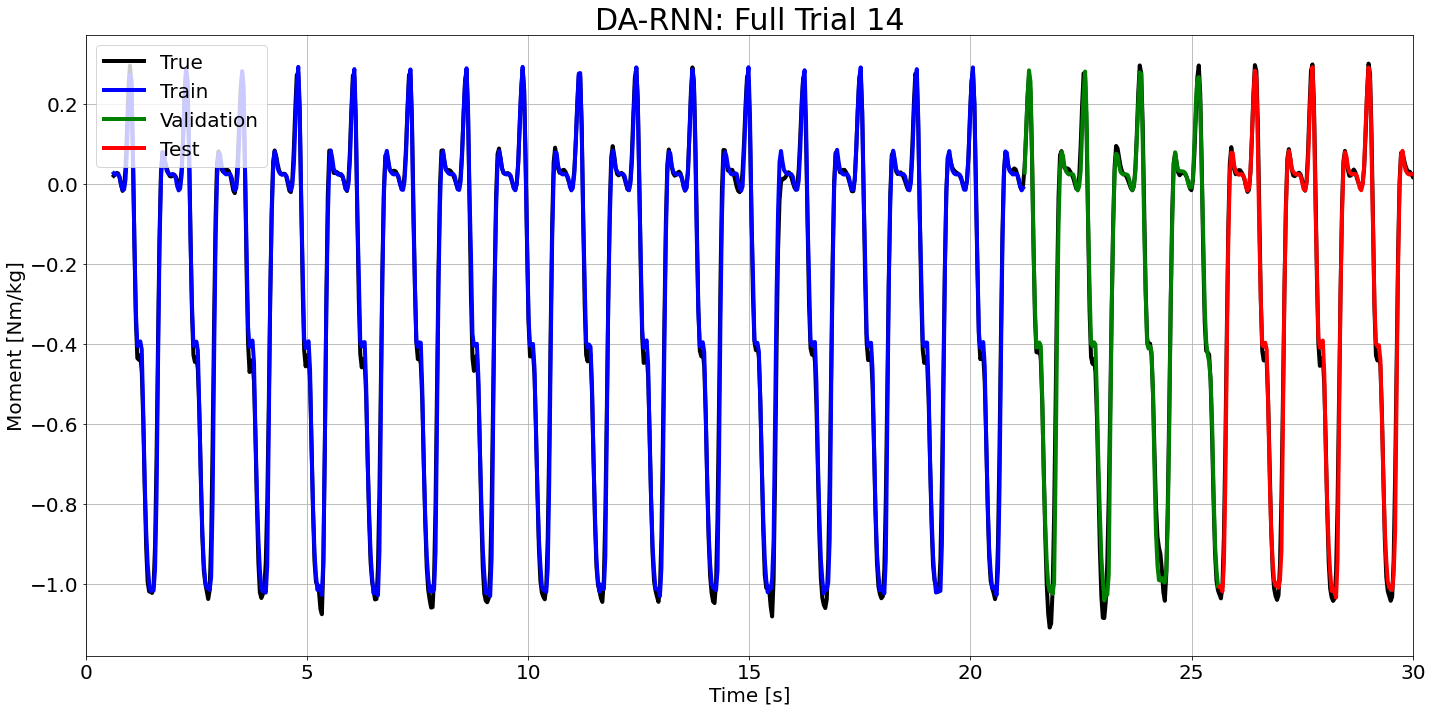 DA-RNN: Full Trial 14
True
Train
Validation
Test
0.2
0.0
−0.2
−0.4
−0.6
−0.8
−1.0
Moment [Nm/kg]
0 5 10 15 20 25 30
Time [s]